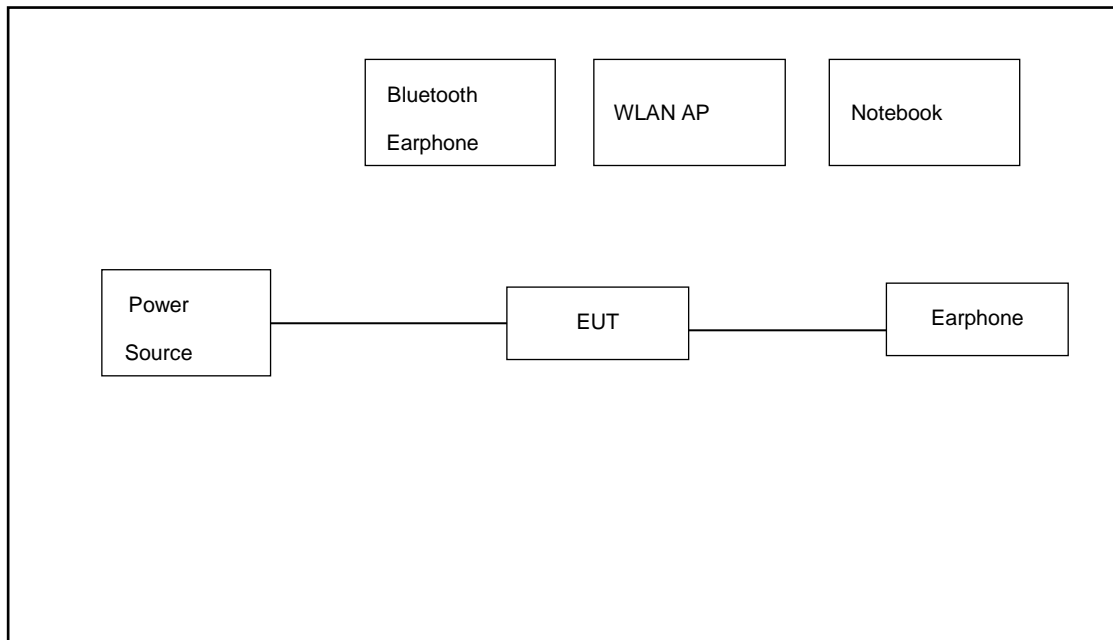 Bluetooth
Earphone
WLAN AP
Notebook
Power
Source
EUT
Earphone